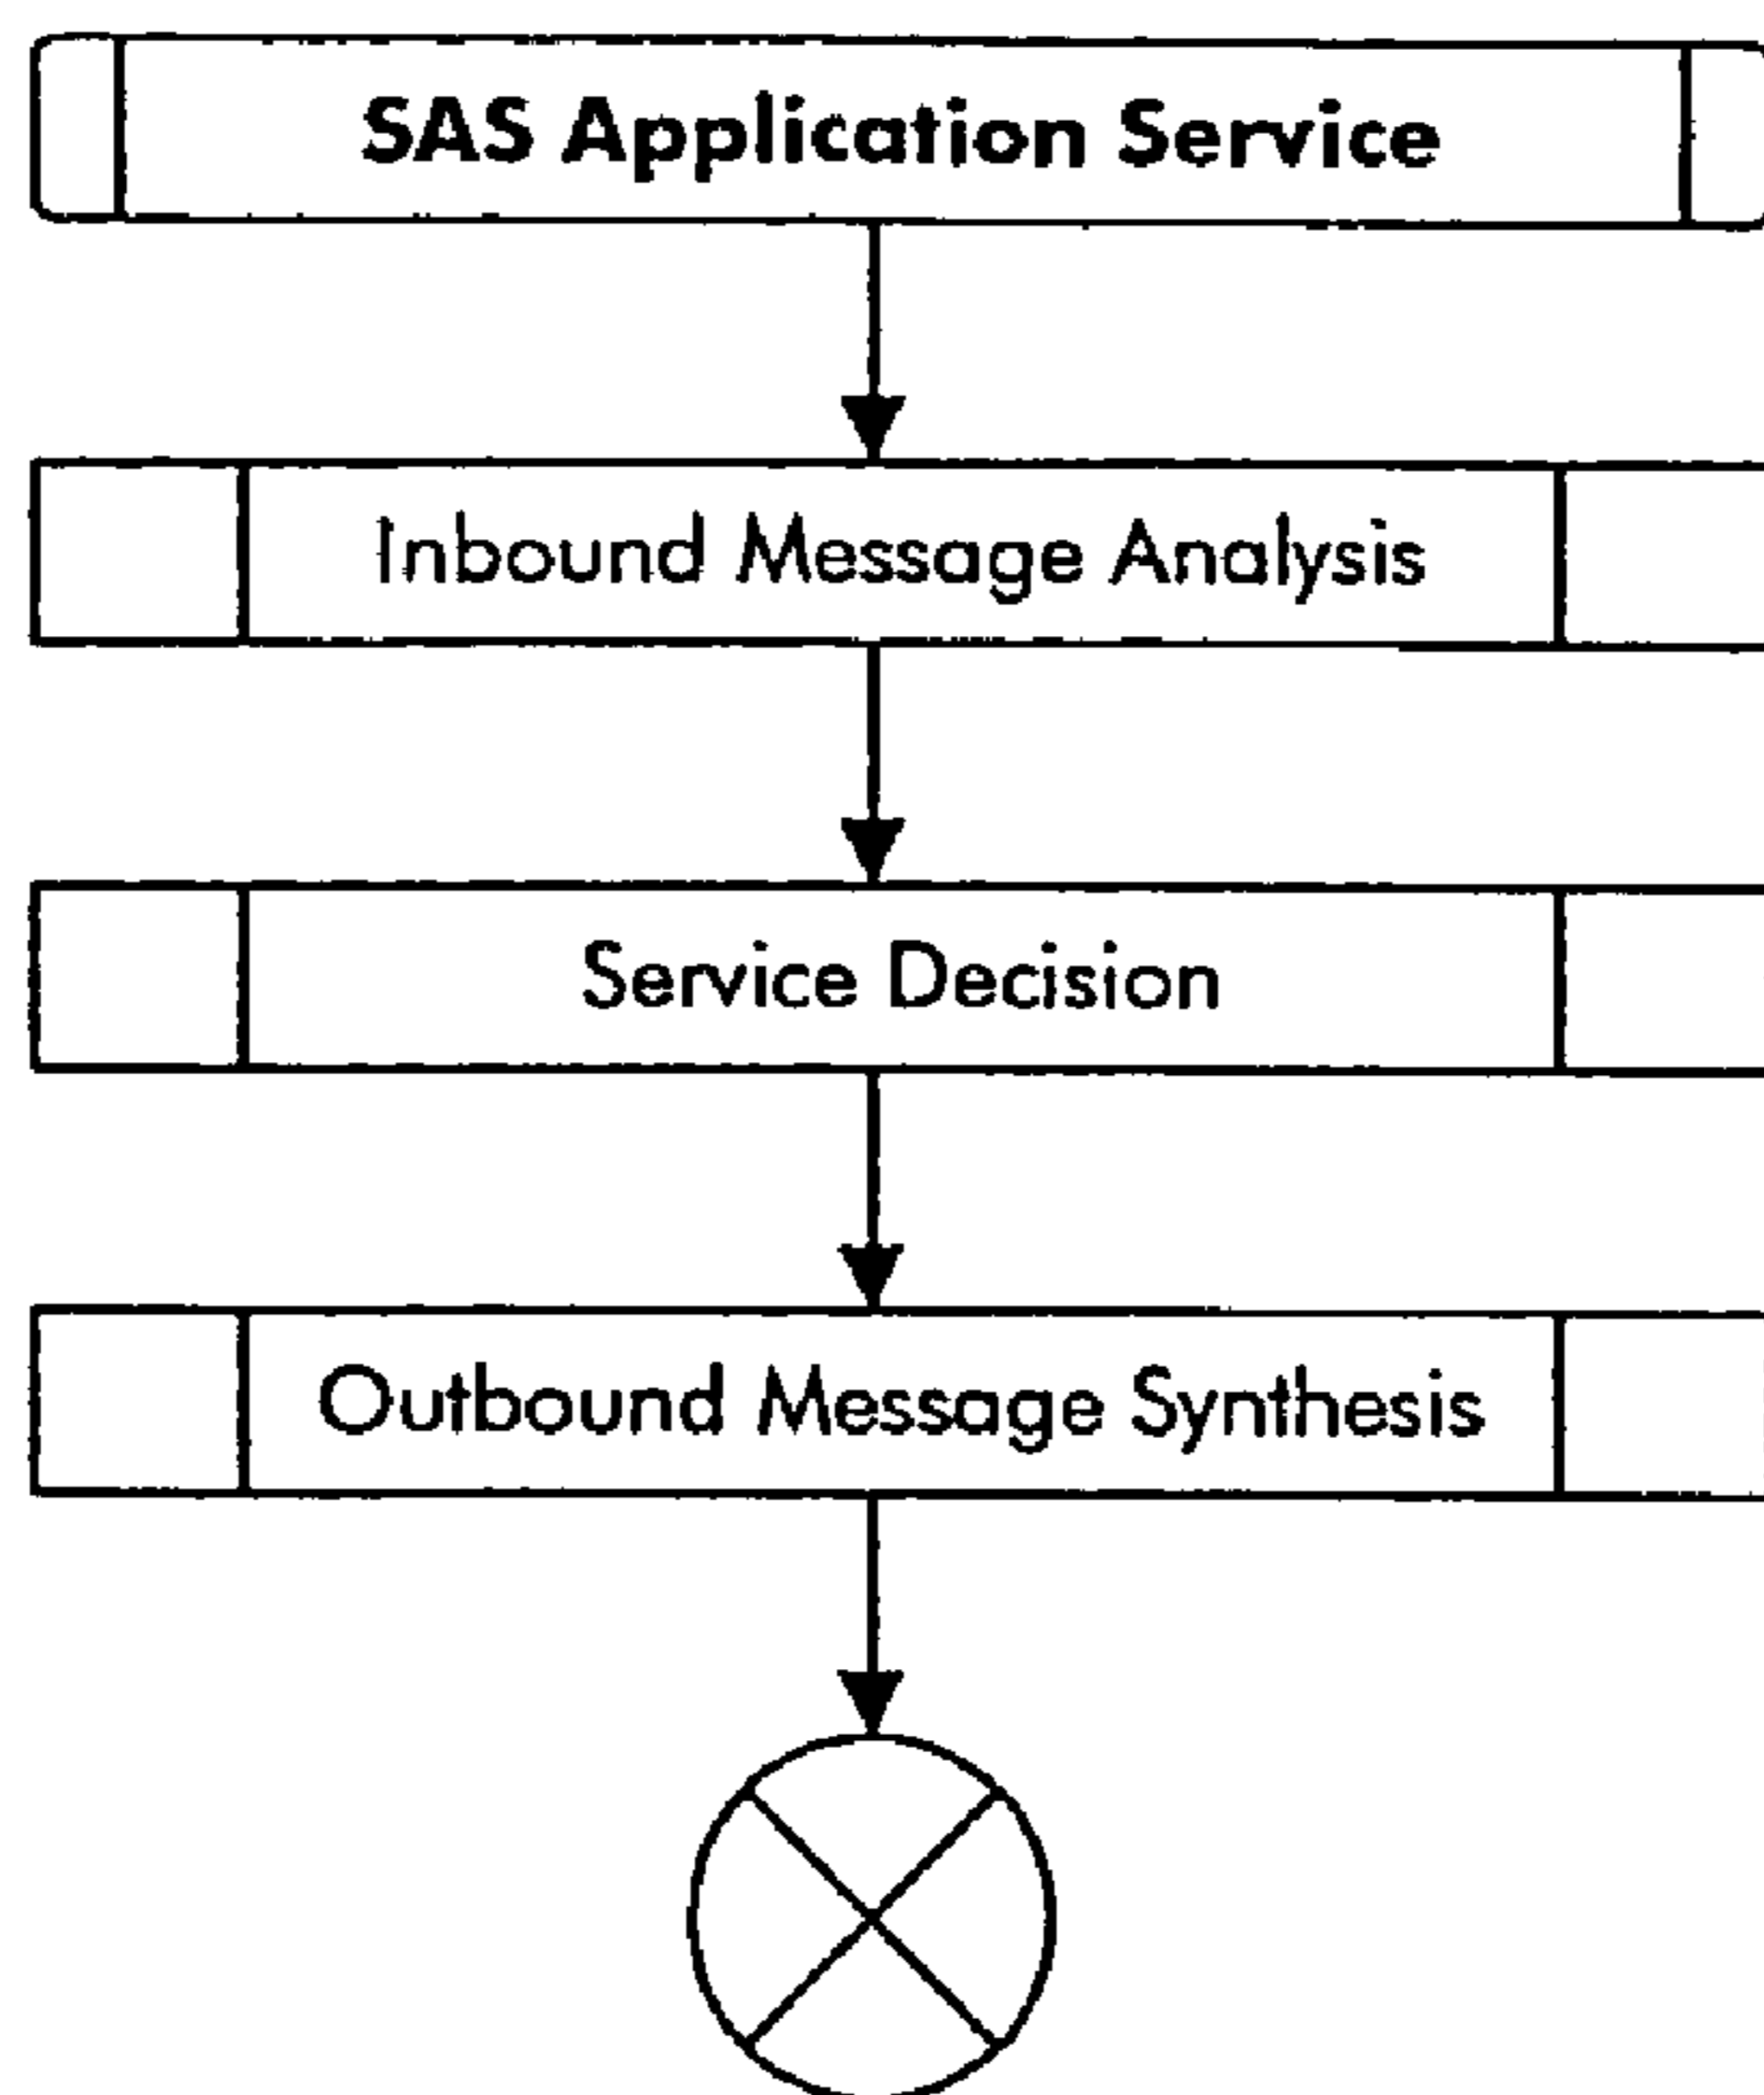 SAS Application Service
Inbound Message Analysis
Service Decision
Outbound Message Synthesis